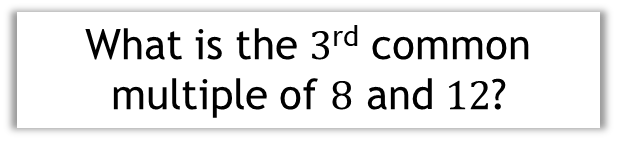 What is the 3rd common
multiple of 8 and 12?